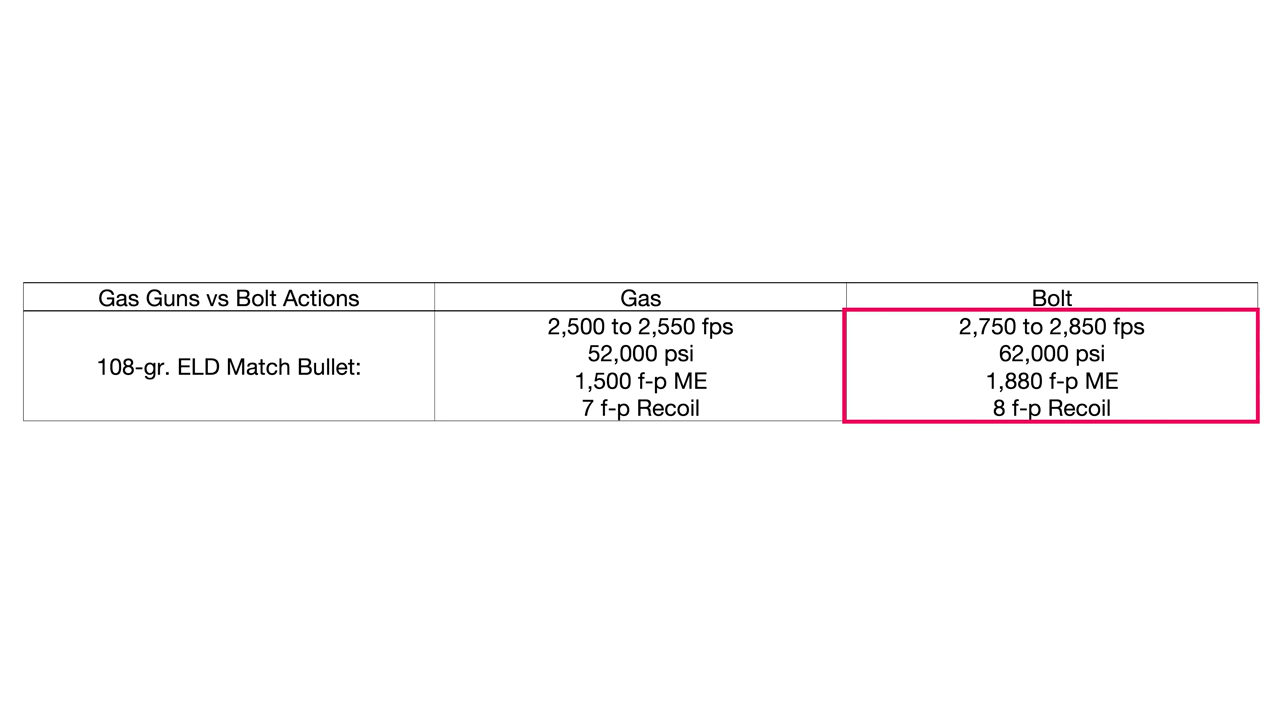 Gas Guns vs Bolt Actions
Gas
Bolt
108-gr. ELD Match Bullet:
2,500 to 2,550 fps
52,000 psi
1,500 f-p ME
7 f-p Recoil
2,750 to 2,850 fps
62,000 psi
1,880 f-p ME
8 f-p Recoil